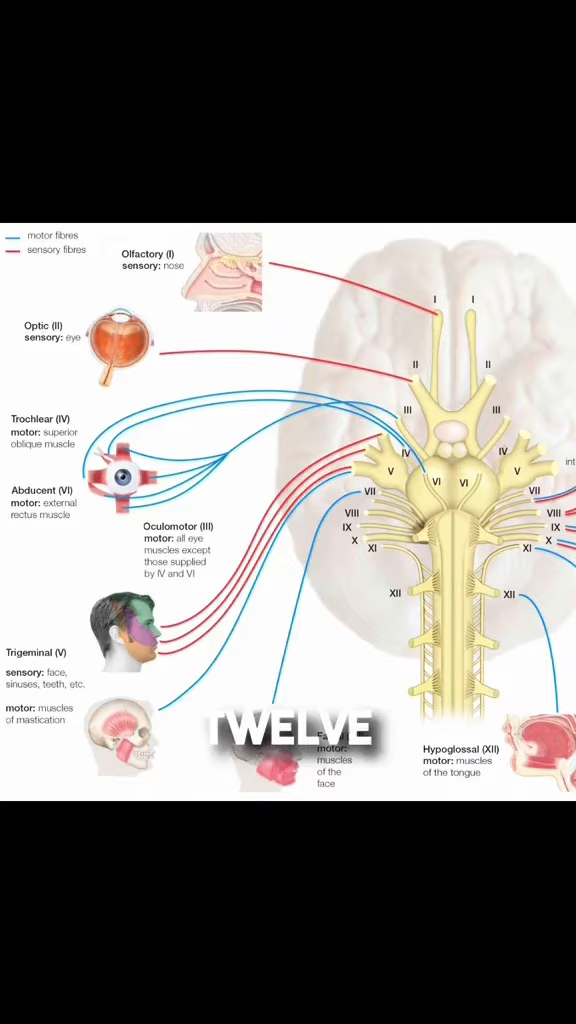 motor fibres
sensory fibres
Olfactory (I)
sensory: nose
Optic (II)
sensory: eye
Trochlear (IV)
motor: superior
oblique muscle
Abducent (VI)
motor: external
rectus muscle
Oculomotor (III)
motor: all eye
muscles except
those supplied
by IV and VI
Trigeminal (V)
sensory: face,
sinuses, teeth, etc.
motor: muscles
of mastication
I I
II II
III III
IV IV
V V
VI VI
VII VII
VIII VIII
IX IX
X X
XI XI
XII XII
int
TWELVE
motor:
muscles
of the
face
Hypoglossal (XII)
motor: muscles
of the tongue